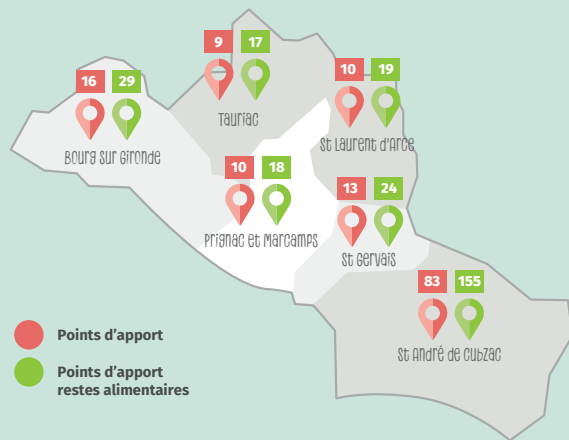 9 17
Tauriac
16 29
Bourg sur Gironde
10 19
St Laurent d'Arce
10 18
Prignac et Marcamps
13 24
St Gervais
83 155
St André de Cubzac
Points d'apport
Points d'apport
restes alimentaires